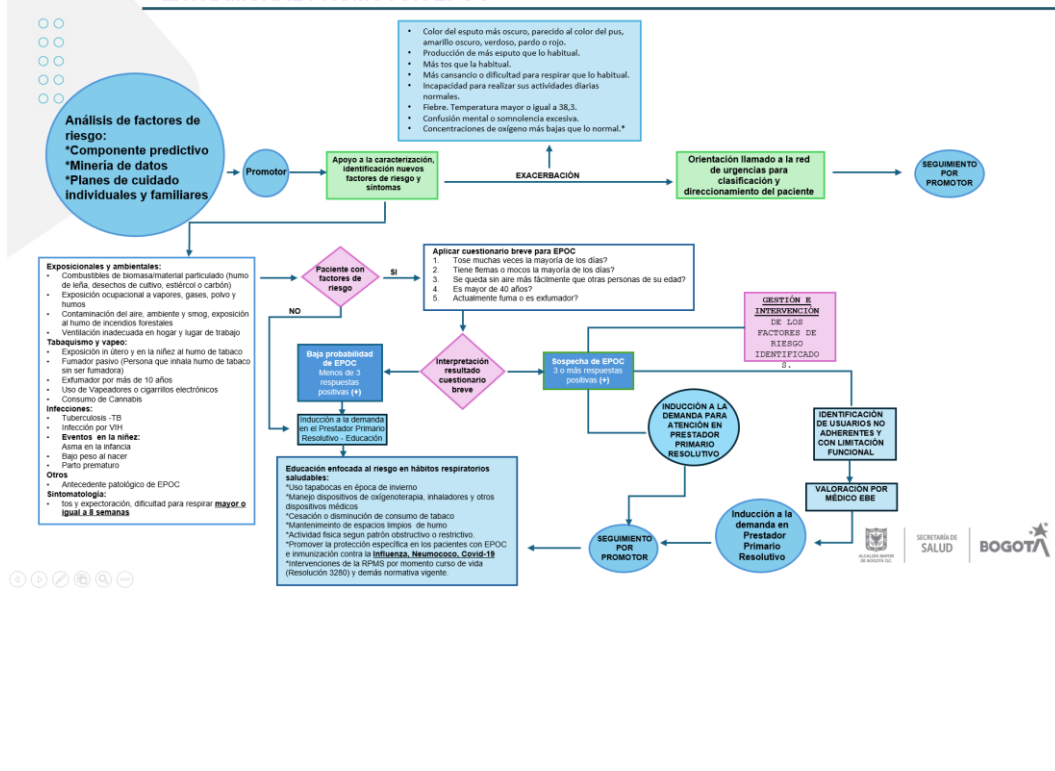 • Color del esputo más oscuro, parecido al color del pus,
amarillo oscuro, verdoso, pardo o rojo.
• Producción de más esputo que lo habitual.
• Más tos que la habitual.
• Más cansancio o dificultad para respirar que lo habitual.
• Incapacidad para realizar sus actividades diarias
normales.
• Fiebre. Temperatura mayor o igual a 38,3.
• Confusión mental o somnolencia excesiva.
• Concentraciones de oxígeno más bajas que lo normal.*
Análisis de factores de
riesgo:
*Componente predictivo
*Minería de datos
*Planes de cuidado
individuales y familiares
Promotor
Apoyo a la caracterización,
identificación nuevos
factores de riesgo y
síntomas
EXACERBACIÓN
Orientación llamado a la red
de urgencias para
clasificación y
direccionamiento del paciente
SEGUIMIENTO
POR
PROMOTOR
Exposicionales y ambientales:
• Combustibles de biomasa/material particulado (humo
de leña, desechos de cultivo, estiércol o carbón)
• Exposición ocupacional a vapores, gases, polvo y
humos
• Contaminación del aire, ambiente y smog, exposición
al humo de incendios forestales
• Ventilación inadecuada en hogar y lugar de trabajo
Tabaquismo y vapeo:
• Exposición in útero y en la niñez al humo de tabaco
• Fumador pasivo (Persona que inhala humo de tabaco
sin ser fumadora)
• Exfumador por más de 10 años
• Uso de Vapeadores o cigarrillos electrónicos
• Consumo de Cannabis
Infecciones:
• Tuberculosis -TB
• Infección por VIH
• Eventos en la niñez:
Asma en la infancia
• Bajo peso al nacer
• Parto prematuro
Otros
• Antecedente patológico de EPOC
Sintomatología:
• tos y expectoración, dificultad para respirar mayor o
igual a 8 semanas
Paciente con
factores de
riesgo
SI
NO
Aplicar cuestionario breve para EPOC
1. Tose muchas veces la mayoría de los días?
2. Tiene flemas o mocos la mayoría de los días?
3. Se queda sin aire más fácilmente que otras personas de su edad?
4. Es mayor de 40 años?
5. Actualmente fuma o es exfumador?
GESTIÓN E
INTERVENCIÓN
DE LOS
FACTORES DE
RIESGO
IDENTIFICADO
S.
Baja probabilidad
de EPOC
Menos de 3
respuestas
positivas (+)
Interpretación
resultado
cuestionario
breve
Sospecha de EPOC
3 o más respuestas
positivas (+)
Inducción a la demanda
en el Prestador Primario
Resolutivo - Educación
INDUCCIÓN A LA
DEMANDA PARA
ATENCIÓN EN
PRESTADOR
PRIMARIO
RESOLUTIVO
IDENTIFICACIÓN
DE USUARIOS NO
ADHERENTES Y
CON LIMITACIÓN
FUNCIONAL
VALORACIÓN POR
MÉDICO EBE
Educación enfocada al riesgo en hábitos respiratorios
saludables:
*Uso tapabocas en época de invierno
*Manejo dispositivos de oxígenoterapia, inhaladores y otros
dispositivos médicos
*Cesación o disminución de consumo de tabaco
*Mantenimiento de espacios limpios de humo
*Actividad física segun patrón obstructivo o restrictivo.
*Promover la protección específica en los pacientes con EPOC
e inmunización contra la influenza, Neumococo, Covid-19
*Intervenciones de la RPMS por momento curso de vida
(Resolución 3280) y demás normativa vigente.
SEGUIMIENTO
POR
PROMOTOR
Inducción a la
demanda en
Prestador
Primario
Resolutivo
ALCALDÍA MAYOR
DE BOGOTÁ D.C.
SECRETARÍA DE
SALUD
BOGOTÁ